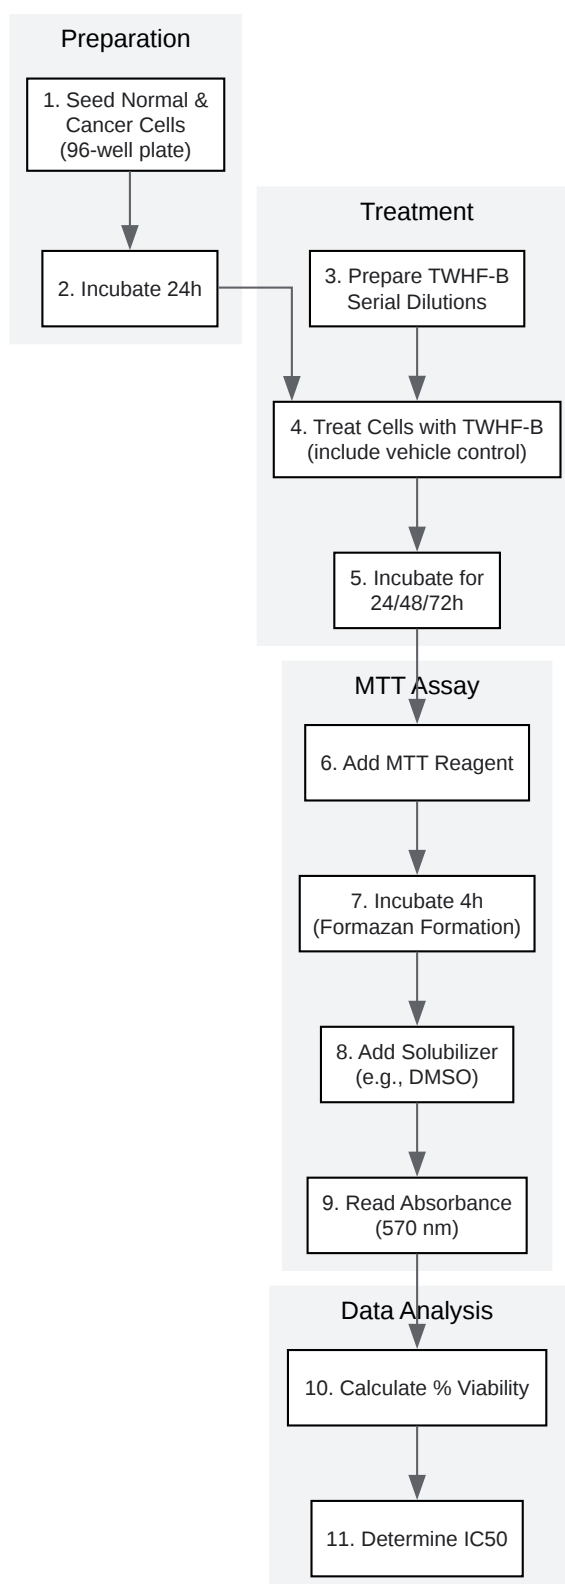 Preparation
1. Seed Normal &
Cancer Cells
(96-well plate)
2. Incubate 24h
Treatment
3. Prepare TWHF-B
Serial Dilutions
4. Treat Cells with TWHF-B
(include vehicle control)
5. Incubate for
24/48/72h
MTT Assay
6. Add MTT Reagent
7. Incubate 4h
(Formazan Formation)
8. Add Solubilizer
(e.g., DMSO)
9. Read Absorbance
(570 nm)
Data Analysis
10. Calculate % Viability
11. Determine IC50